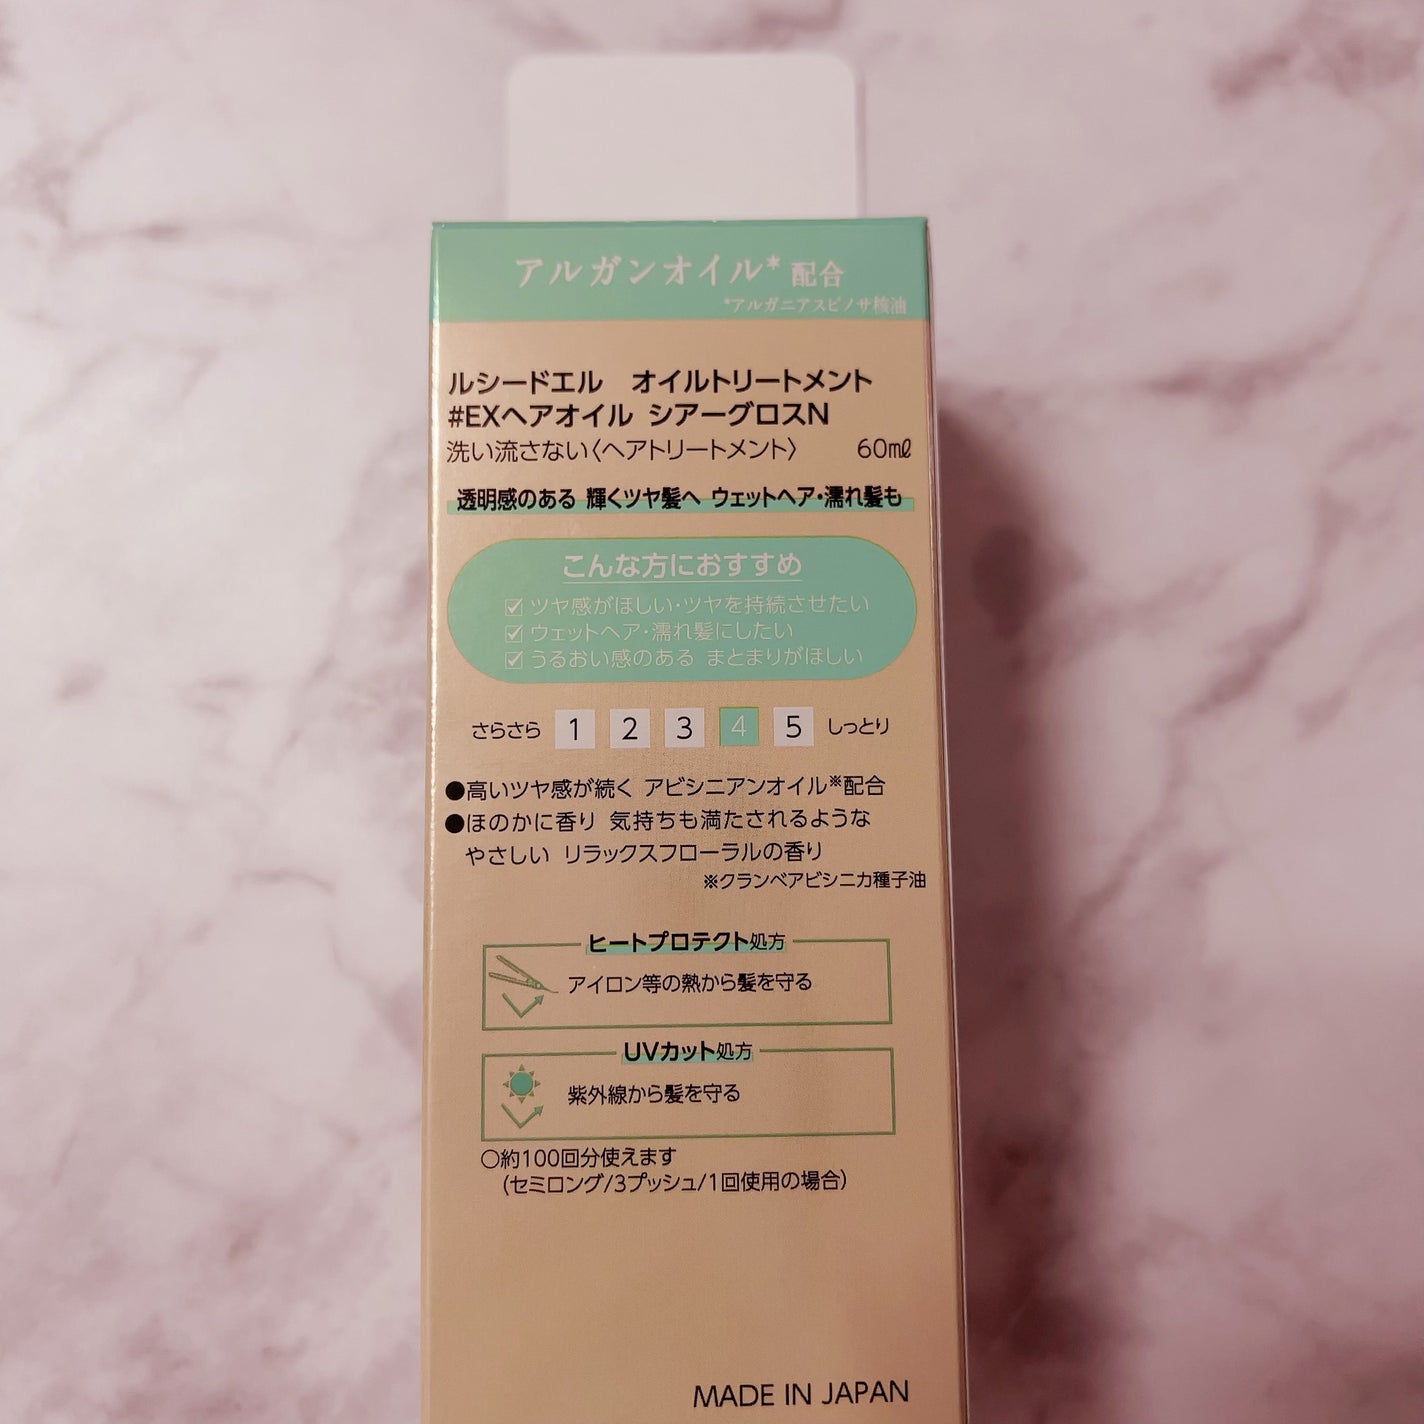 アルガンオイル*配合
*アルガニアスピノサ核油
ルシードエル オイルトリートメント
#EXヘアオイル シアーグロスN
洗い流さない〈ヘアトリートメント〉 60mℓ
透明感のある 輝くツヤ髪へ ウェットヘア・濡れ髪も
こんな方におすすめ
☑ツヤ感がほしい・ツヤを持続させたい
☑ウェットヘア・濡れ髪にしたい
☑うるおい感のある まとまりがほしい
さらさら 1 2 3 4 5 しっとり
●高いツヤ感が続く アビシニアンオイル※配合
●ほのかに香り 気持ちも満たされるような
やさしい リラックスフローラルの香り
※クランベアビシニカ種子油
ヒートプロテクト処方
アイロン等の熱から髪を守る
UVカット処方
紫外線から髪を守る
○約100回分使えます
(セミロング/3プッシュ/1回使用の場合)
MADE IN JAPAN